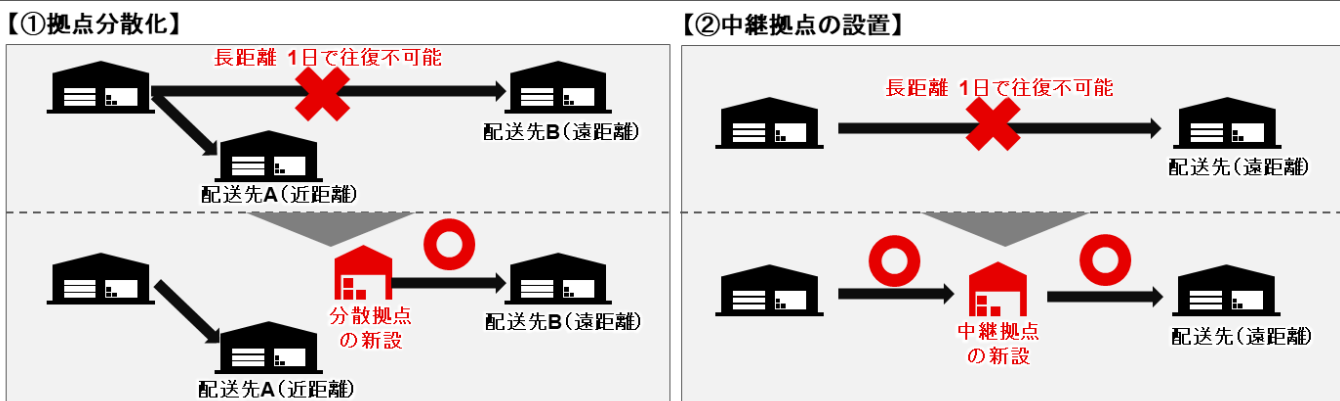 【①拠点分散化】
長距離 1日で往復不可能
配送先B(遠距離)
配送先A(近距離)
分散拠点
の新設
配送先B(遠距離)
配送先A(近距離)
【②中継拠点の設置】
長距離 1日で往復不可能
配送先(遠距離)
中継拠点
の新設
配送先(遠距離)